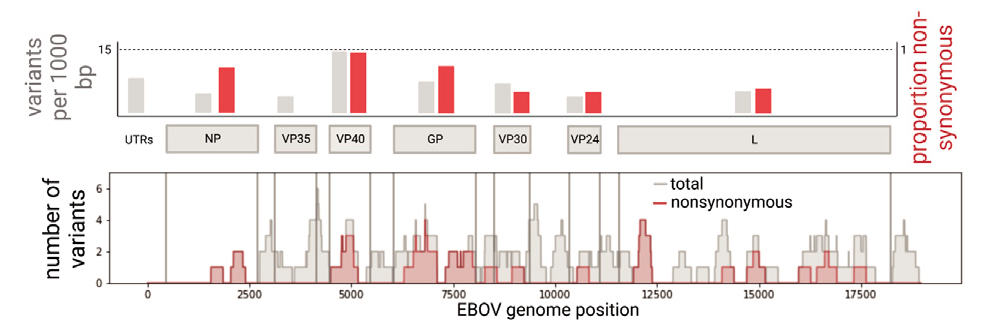 variants
per 1000
bp
15
1
proportion non-
synonymous
UTRs
NP
VP35
VP40
GP
VP30
VP24
L
number of
variants
6
4
2
0
total
nonsynonymous
0
2500
5000
7500
10000
12500
15000
17500
EBOV genome position